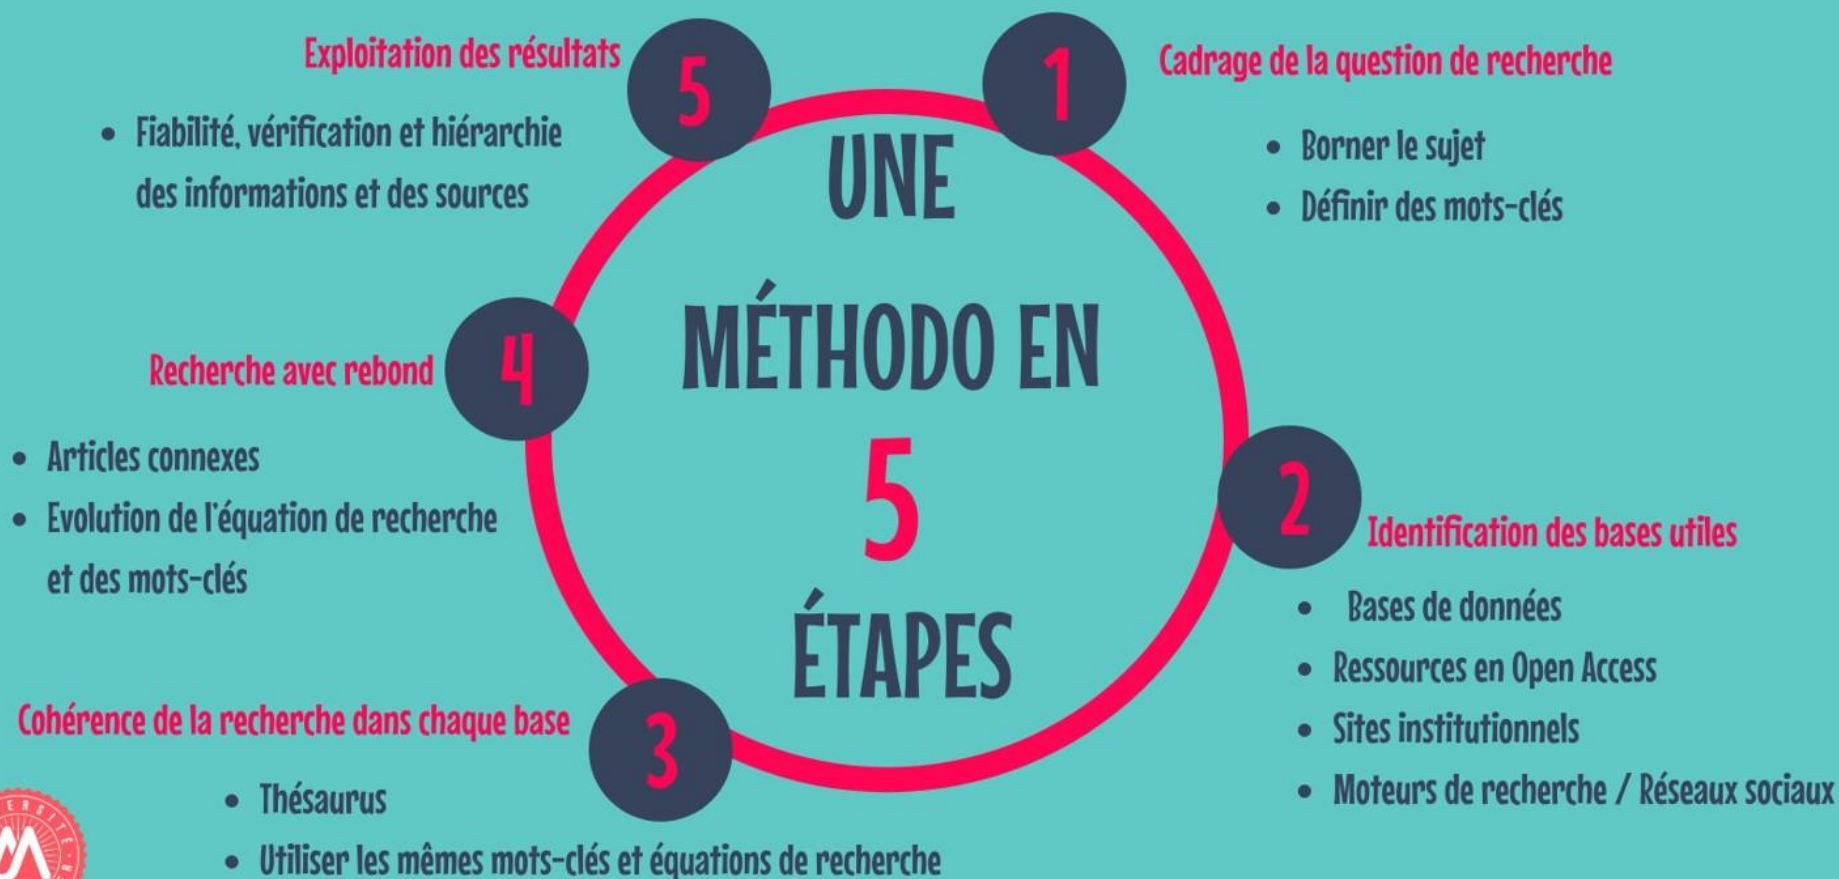 UNE
MÉTHODO EN
5
ÉTAPES
1
Cadrage de la question de recherche
• Borner le sujet
• Définir des mots-clés
2
Identification des bases utiles
• Bases de données
• Ressources en Open Access
• Sites institutionnels
• Moteurs de recherche / Réseaux sociaux
3
Cohérence de la recherche dans chaque base
• Thésaurus
• Utiliser les mêmes mots-clés et équations de recherche
4
Recherche avec rebond
• Articles connexes
• Evolution de l'équation de recherche
et des mots-clés
5
Exploitation des résultats
• Fiabilité, vérification et hiérarchie
des informations et des sources